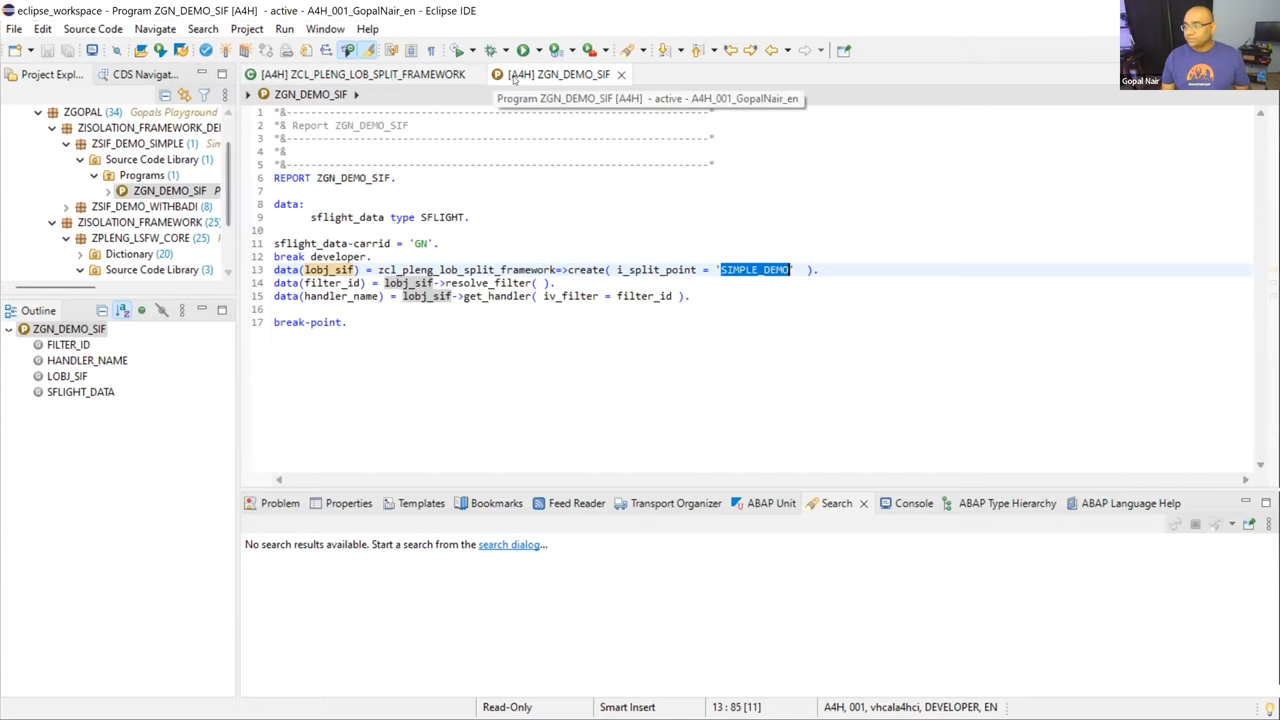 eclipse_workspace - Program ZGN_DEMO_SIF [A4H] - active - A4H_001_GopalNair_en - Eclipse IDE
File Edit Source Code Navigate Search Project Run Window Help
Gopal Nair
Project Expl... CDS Navigat...
[A4H] ZCL_PLENG_LOB_SPLIT_FRAMEWORK [A4H] ZGN_DEMO_SIF
ZGN_DEMO_SIF
Program ZGN_DEMO_SIF [A4H] - active - A4H_001_GopalNair_en
ZGOPAL (34) Gopals Playground
ZISOLATION_FRAMEWORK_DE
ZSIF_DEMO_SIMPLE (1) Sim
Source Code Library (1)
Programs (1)
ZGN_DEMO_SIF P
ZSIF_DEMO_WITHBADI (8)
ZISOLATION_FRAMEWORK (25)
ZPLENG_LSFW_CORE (25)
Dictionary (20)
Source Code Library (3)
1 *&---------------------------------------------------------------------*
2 *& Report ZGN_DEMO_SIF
3 *&---------------------------------------------------------------------*
4 *&
5 *&---------------------------------------------------------------------*
6 REPORT ZGN_DEMO_SIF.
7
8 data:
9 sflight_data type SFLIGHT.
10
11 sflight_data-carrid = 'GN'.
12 break developer.
13 data(lobj_sif) = zcl_pleng_lob_split_framework=>create( i_split_point = 'SIMPLE_DEMO' ).
14 data(filter_id) = lobj_sif->resolve_filter( ).
15 data(handler_name) = lobj_sif->get_handler( iv_filter = filter_id ).
16
17 break-point.
Outline
ZGN_DEMO_SIF
FILTER_ID
HANDLER_NAME
LOBJ_SIF
SFLIGHT_DATA
Problem Properties Templates Bookmarks Feed Reader Transport Organizer ABAP Unit Search Console ABAP Type Hierarchy ABAP Language Help
No search results available. Start a search from the search dialog...
Read-Only Smart Insert 13 : 85 [11] A4H, 001, vhcala4hci, DEVELOPER, EN